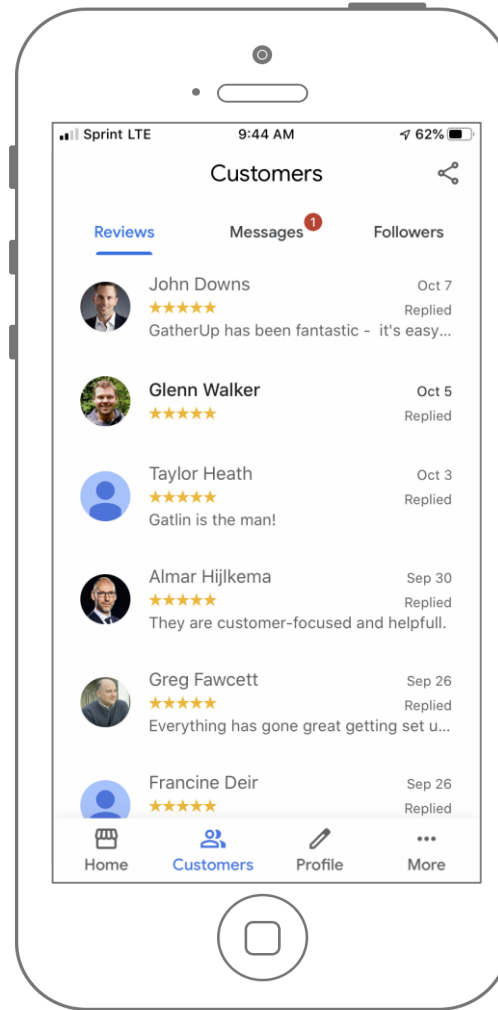 Sprint LTE 9:44 AM 62%
Customers
Reviews Messages 1 Followers
John Downs Oct 7
Replied
GatherUp has been fantastic - it's easy...
Glenn Walker Oct 5
Replied
Taylor Heath Oct 3
Replied
Gatlin is the man!
Almar Hijlkema Sep 30
Replied
They are customer-focused and helpfull.
Greg Fawcett Sep 26
Replied
Everything has gone great getting set u...
Francine Deir Sep 26
Replied
Home Customers Profile More